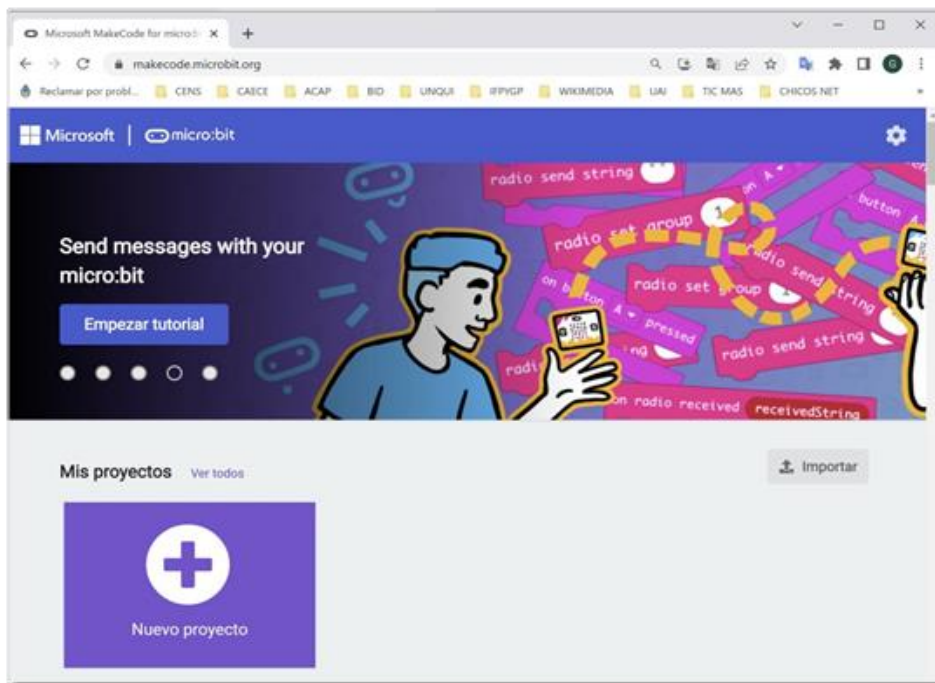 Microsoft MakeCode for micro:b
makecode.microbit.org
Reclamar por probl... CENS CAECE ACAP BID UNQUI IFPYGP WIKIMEDIA UAI TIC MAS CHICOS NET
G
Microsoft | micro:bit
Send messages with your
micro:bit
Empezar tutorial
radio send string
radio set group 1
radio send string
radio set group
on button A pressed
radio send string
on radio received receivedString
button A
Mis proyectos Ver todos
Importar
Nuevo proyecto